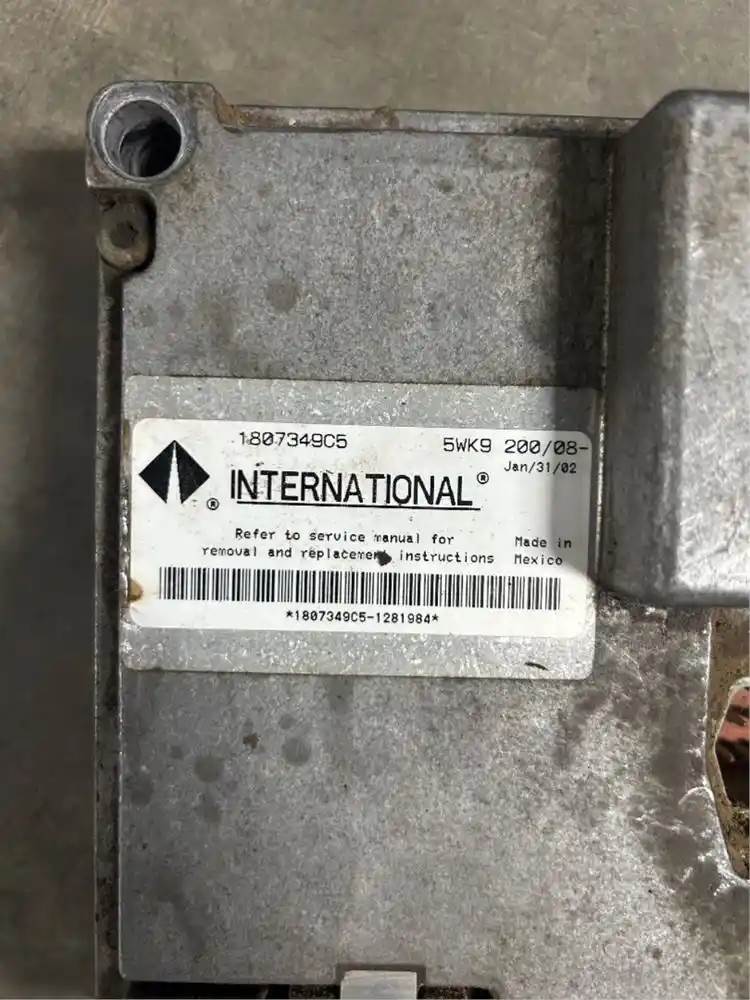 1807349C5 5WK9 200/08-
Jan/31/02
® INTERNATIONAL®
Refer to service manual for Made in
removal and replacement instructions Mexico
*1807349C5-1281984*